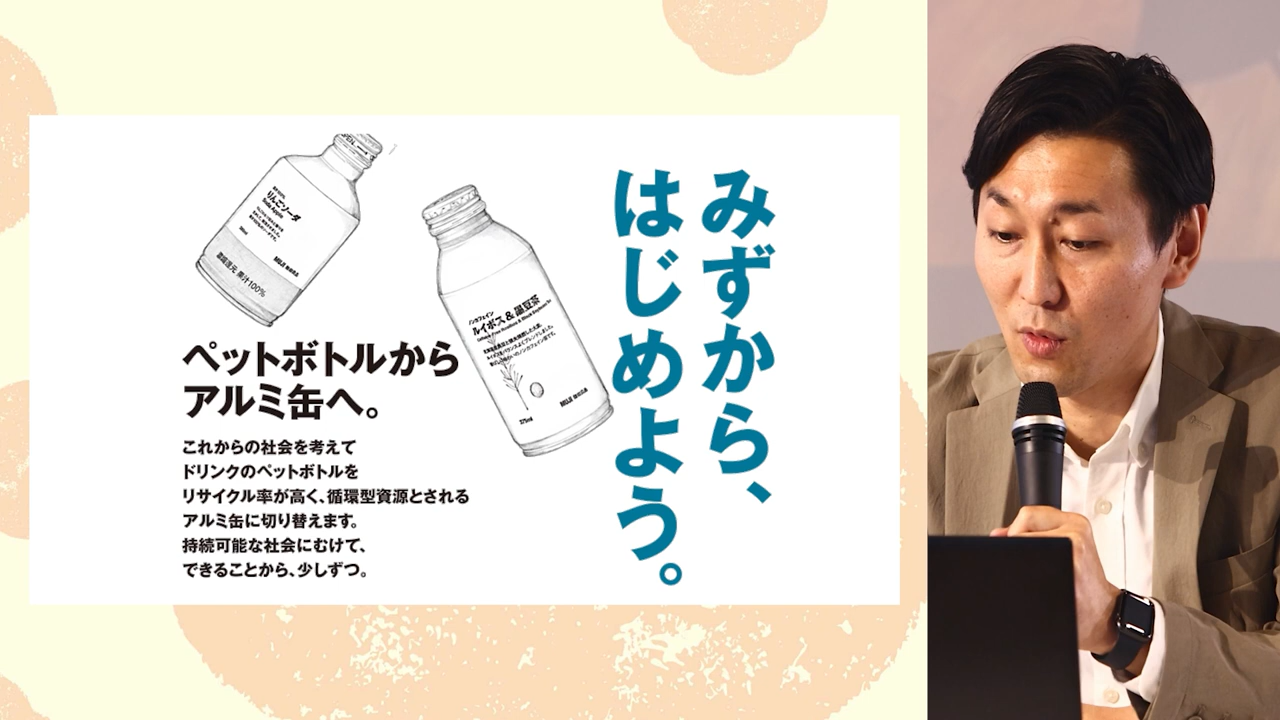 みずから、
はじめよう。
りんごソーダ
濃縮還元 果汁100%
MUJI 無印良品
ノンカフェイン
ルイボス&黒豆茶
MUJI 無印良品
375ml
ペットボトルから
アルミ缶へ。
これからの社会を考えて
ドリンクのペットボトルを
リサイクル率が高く、循環型資源とされる
アルミ缶に切り替えます。
持続可能な社会にむけて、
できることから、少しずつ。